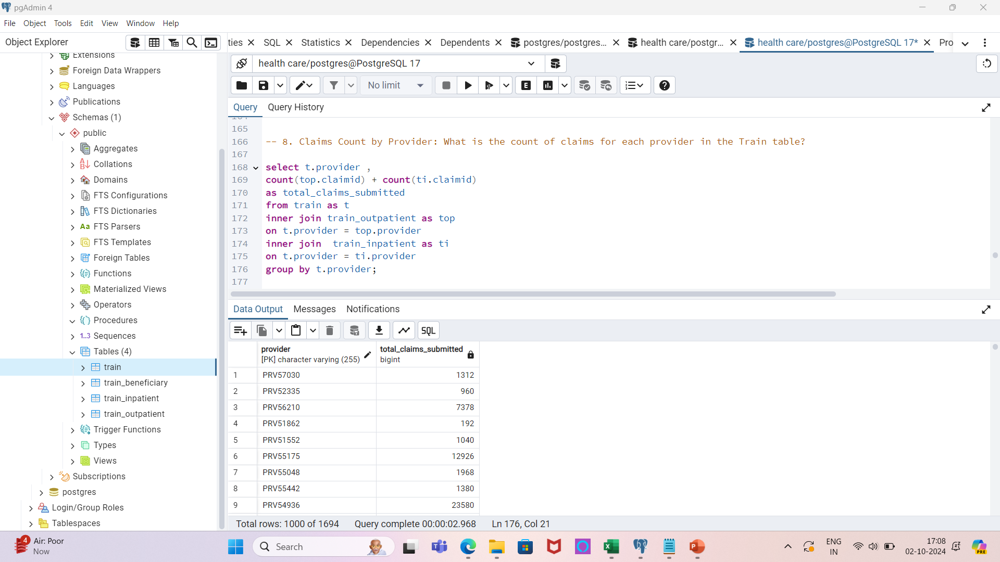 pgAdmin 4
File Object Tools Edit View Window Help
Object Explorer
ties SQL Statistics Dependencies Dependents postgres/postgres... health care/postgr... health care/postgres@PostgreSQL 17* Pro
Extensions
Foreign Data Wrappers
Languages
Publications
Schemas (1)
public
Aggregates
Collations
Domains
FTS Configurations
FTS Dictionaries
Aa FTS Parsers
FTS Templates
Foreign Tables
Functions
Materialized Views
Operators
Procedures
1..3 Sequences
Tables (4)
train
train_beneficiary
train_inpatient
train_outpatient
Trigger Functions
Types
Views
Subscriptions
postgres
Login/Group Roles
Tablespaces
health care/postgres@PostgreSQL 17
No limit
E
Query Query History
165
166 -- 8. Claims Count by Provider: What is the count of claims for each provider in the Train table?
167
168 select t.provider ,
169 count(top.claimid) + count(ti.claimid)
170 as total_claims_submitted
171 from train as t
172 inner join train_outpatient as top
173 on t.provider = top.provider
174 inner join  train_inpatient as ti
175 on t.provider = ti.provider
176 group by t.provider;
177
Data Output Messages Notifications
SQL
provider total_claims_submitted
[PK] character varying (255) bigint
1 PRV57030 1312
2 PRV52335 960
3 PRV56210 7378
4 PRV51862 192
5 PRV51552 1040
6 PRV55175 12926
7 PRV55048 1968
8 PRV55442 1380
9 PRV54936 23580
Total rows: 1000 of 1694 Query complete 00:00:02.968 Ln 176, Col 21
4 Air: Poor
Now
Search
ENG
IN
17:08
02-10-2024
PRE